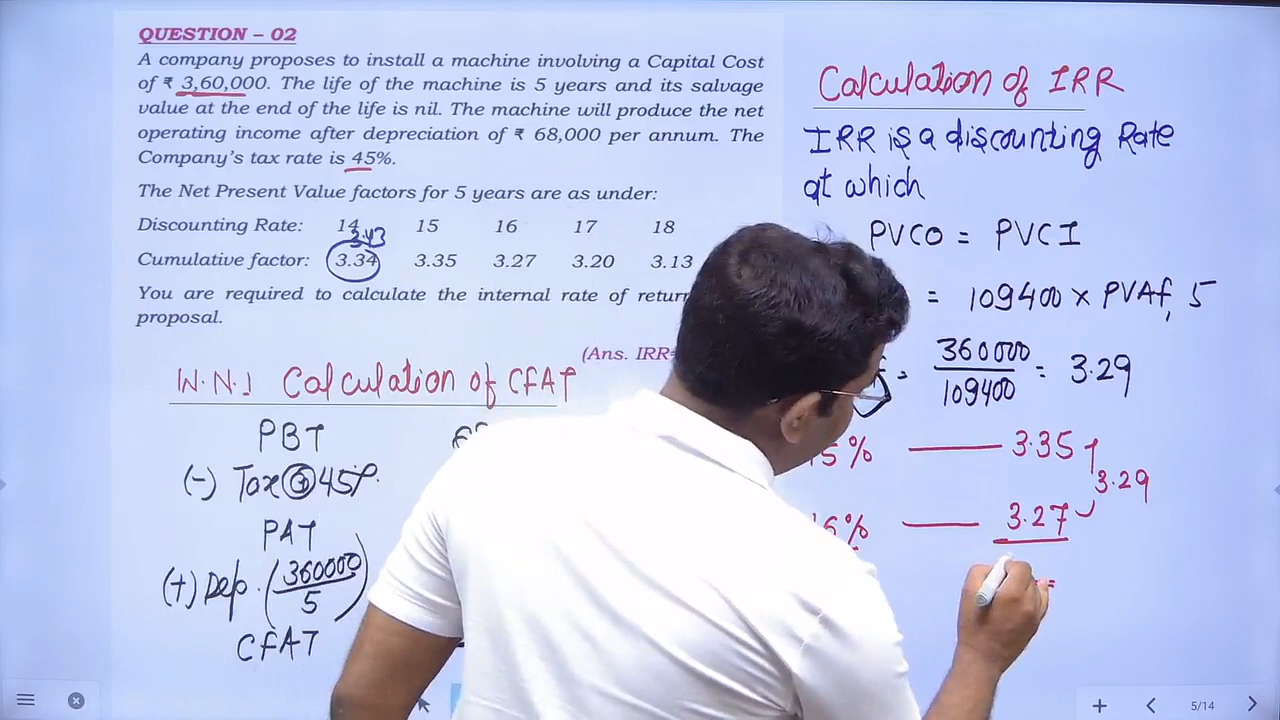 QUESTION – 02
A company proposes to install a machine involving a Capital Cost
of ₹ 3,60,000. The life of the machine is 5 years and its salvage
value at the end of the life is nil. The machine will produce the net
operating income after depreciation of ₹ 68,000 per annum. The
Company's tax rate is 45%.
The Net Present Value factors for 5 years are as under:
Discounting Rate: 14 15 16 17 18
3.43
Cumulative factor: 3.34 3.35 3.27 3.20 3.13
You are required to calculate the internal rate of return
proposal.
(Ans. IRR
W.N.1 Calculation of CFAT
PBT
(-) Tax @ 45%.
PAT
(+) Dep. (360000/5)
CFAT
Calculation of IRR
IRR is a discounting Rate
at which
PVCO = PVCI
= 109400 × PVAf, 5
= 360000/109400 = 3.29
15% — 3.35
3.29
16% — 3.27
=
5/14